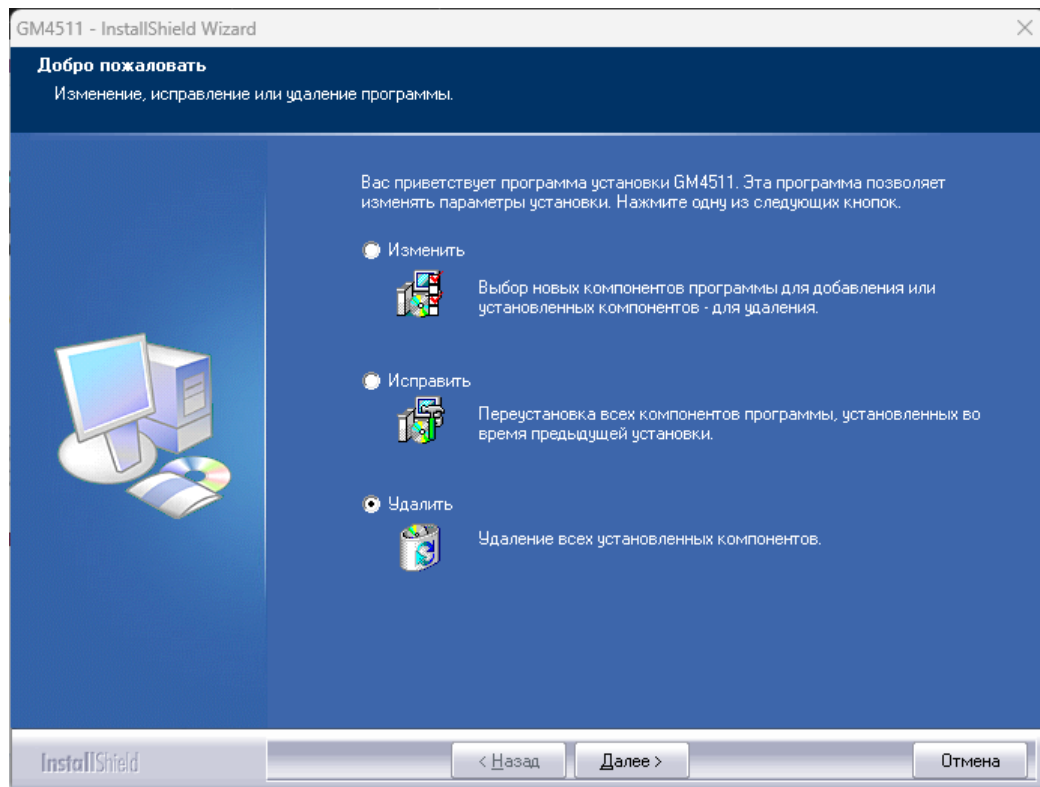 GM4511 - InstallShield Wizard
Добро пожаловать
Изменение, исправление или удаление программы.
Вас приветствует программа установки GM4511. Эта программа позволяет
изменять параметры установки. Нажмите одну из следующих кнопок.
Изменить
Выбор новых компонентов программы для добавления или
установленных компонентов - для удаления.
Исправить
Переустановка всех компонентов программы, установленных во
время предыдущей установки.
Удалить
Удаление всех установленных компонентов.
InstallShield
< Назад
Далее >
Отмена